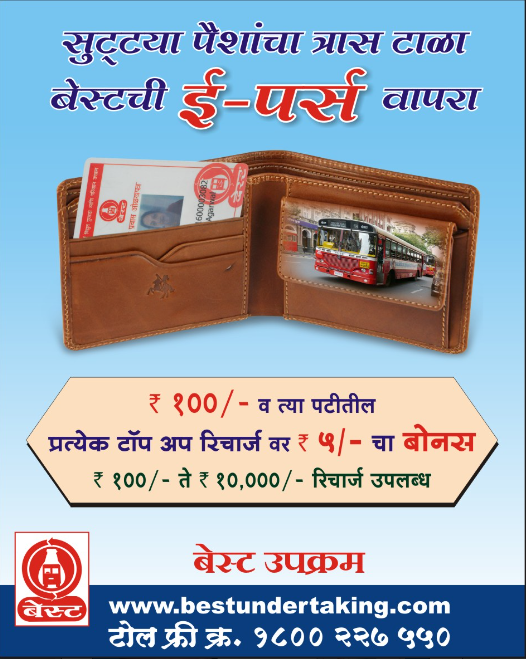 सुट्टया पैशांचा त्रास टाळा
बेस्टची ई-पर्स वापरा
बेस्ट
₹ १००/- व त्या पटीतील
प्रत्येक टॉप अप रिचार्ज वर ₹ ५/- चा बोनस
₹ १००/- ते ₹ १०,०००/- रिचार्ज उपलब्ध
बेस्ट उपक्रम
बेस्ट
www.bestundertaking.com
टोल फ्री क्र. १८०० २२७ ५५०